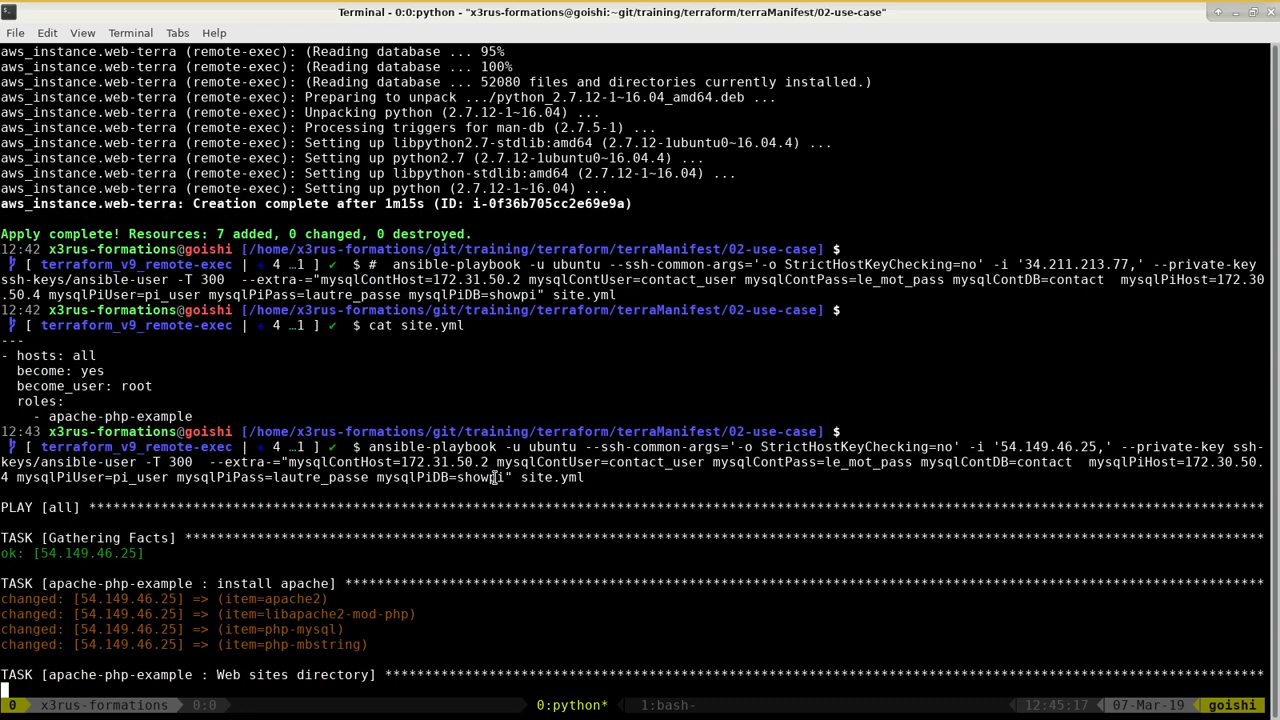 Terminal - 0:0:python - "x3rus-formations@goishi:~git/training/terraform/terraManifest/02-use-case"
File Edit View Terminal Tabs Help
aws_instance.web-terra (remote-exec): (Reading database ... 95%
aws_instance.web-terra (remote-exec): (Reading database ... 100%
aws_instance.web-terra (remote-exec): (Reading database ... 52080 files and directories currently installed.)
aws_instance.web-terra (remote-exec): Preparing to unpack .../python_2.7.12-1~16.04_amd64.deb ...
aws_instance.web-terra (remote-exec): Unpacking python (2.7.12-1~16.04) ...
aws_instance.web-terra (remote-exec): Processing triggers for man-db (2.7.5-1) ...
aws_instance.web-terra (remote-exec): Setting up libpython2.7-stdlib:amd64 (2.7.12-1ubuntu0~16.04.4) ...
aws_instance.web-terra (remote-exec): Setting up python2.7 (2.7.12-1ubuntu0~16.04.4) ...
aws_instance.web-terra (remote-exec): Setting up libpython-stdlib:amd64 (2.7.12-1~16.04) ...
aws_instance.web-terra (remote-exec): Setting up python (2.7.12-1~16.04) ...
aws_instance.web-terra: Creation complete after 1m15s (ID: i-0f36b705cc2e69e9a)
Apply complete! Resources: 7 added, 0 changed, 0 destroyed.
12:42 x3rus-formations@goishi [/home/x3rus-formations/git/training/terraform/terraManifest/02-use-case] $
[ terraform_v9_remote-exec | 4 …1 ] ✔ $ #  ansible-playbook -u ubuntu --ssh-common-args='-o StrictHostKeyChecking=no' -i '34.211.213.77,' --private-key
ssh-keys/ansible-user -T 300  --extra-="mysqlContHost=172.31.50.2 mysqlContUser=contact_user mysqlContPass=le_mot_pass mysqlContDB=contact  mysqlPiHost=172.30
.50.4 mysqlPiUser=pi_user mysqlPiPass=lautre_passe mysqlPiDB=showpi" site.yml
12:42 x3rus-formations@goishi [/home/x3rus-formations/git/training/terraform/terraManifest/02-use-case] $
[ terraform_v9_remote-exec | 4 …1 ] ✔ $ cat site.yml
---
- hosts: all
become: yes
become_user: root
roles:
- apache-php-example
12:43 x3rus-formations@goishi [/home/x3rus-formations/git/training/terraform/terraManifest/02-use-case] $
[ terraform_v9_remote-exec | 4 …1 ] ✔ $ ansible-playbook -u ubuntu --ssh-common-args='-o StrictHostKeyChecking=no' -i '54.149.46.25,' --private-key ssh-
keys/ansible-user -T 300  --extra-="mysqlContHost=172.31.50.2 mysqlContUser=contact_user mysqlContPass=le_mot_pass mysqlContDB=contact  mysqlPiHost=172.30.50.
4 mysqlPiUser=pi_user mysqlPiPass=lautre_passe mysqlPiDB=showpi" site.yml
PLAY [all] ******************************************************************************************************************************************************
TASK [Gathering Facts] ******************************************************************************************************************************************
ok: [54.149.46.25]
TASK [apache-php-example : install apache] **********************************************************************************************************************
changed: [54.149.46.25] => (item=apache2)
changed: [54.149.46.25] => (item=libapache2-mod-php)
changed: [54.149.46.25] => (item=php-mysql)
changed: [54.149.46.25] => (item=php-mbstring)
TASK [apache-php-example : Web sites directory] *****************************************************************************************************************
0 x3rus-formations 0:0 0:python* 1:bash- 12:45:17 07-Mar-19 goishi